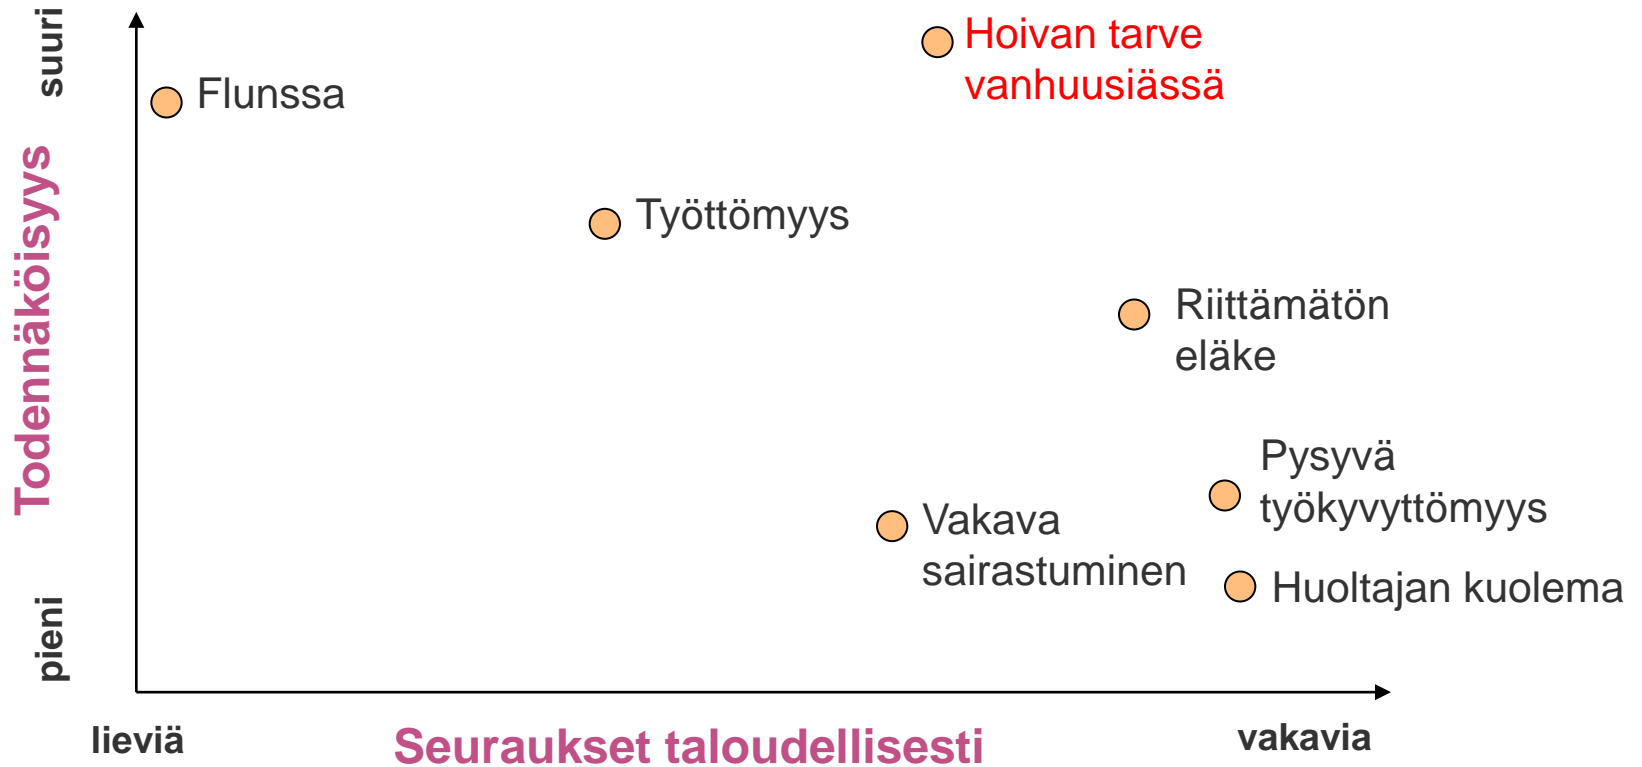 suuri
Todennäköisyys
pieni
Hoivan tarve
vanhuusiässä
Flunssa
Työttömyys
Riittämätön
eläke
Pysyvä
työkyvyttömyys
Vakava
sairastuminen
Huoltajan kuolema
lieviä
Seuraukset taloudellisesti
vakavia